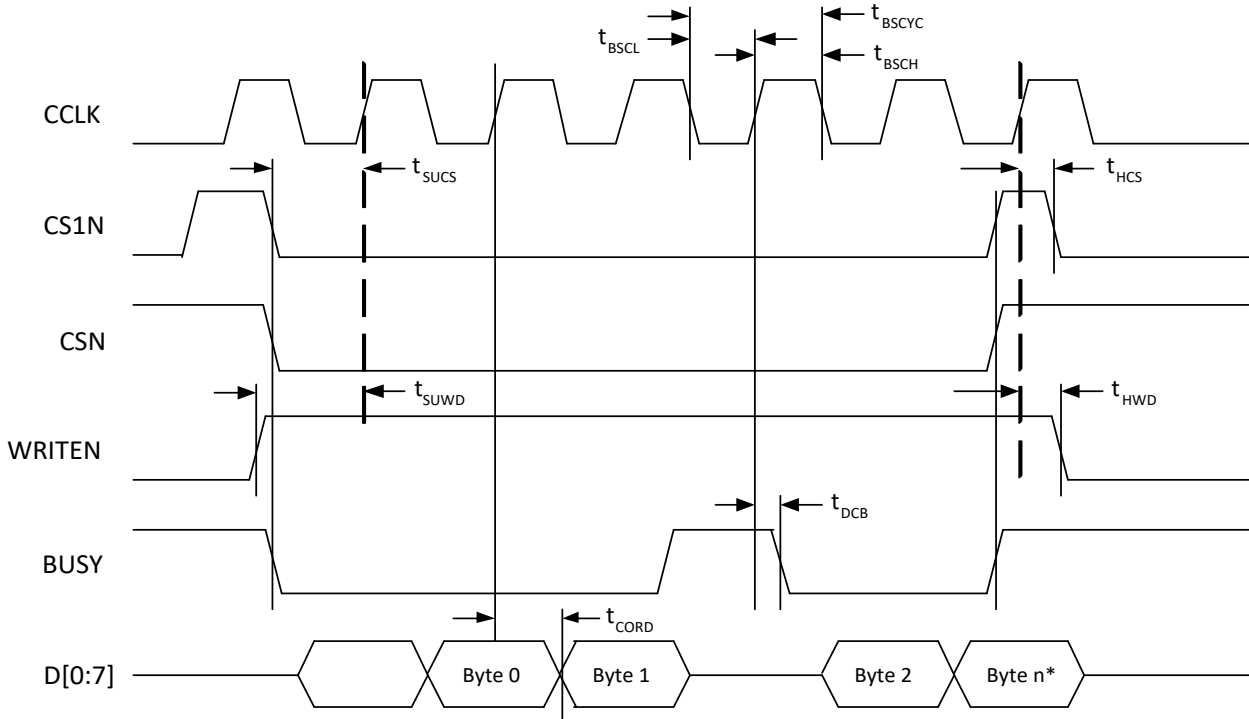 t_BSCYC
t_BSCL
t_BSCH
CCLK
t_SUCS
t_HCS
CS1N
CSN
t_SUWD
t_HWD
WRITEN
t_DCB
BUSY
t_CORD
D[0:7]
Byte 0
Byte 1
Byte 2
Byte n*